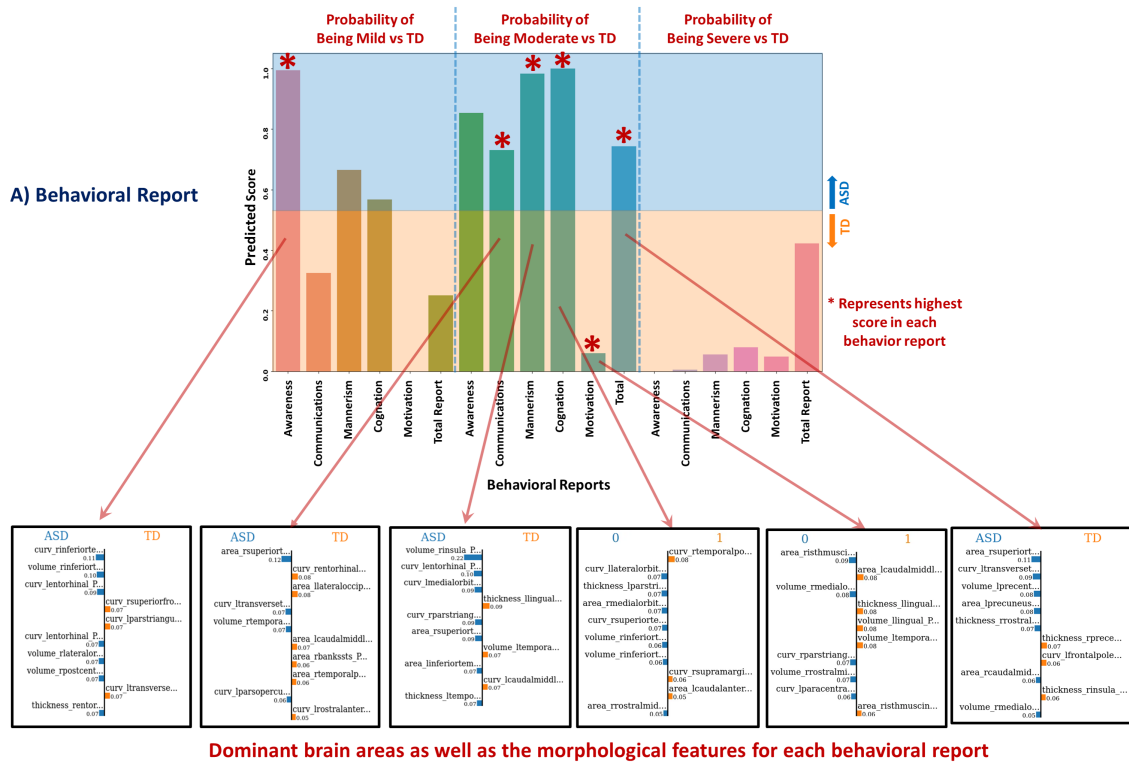 Probability of
Being Mild vs TD
Probability of
Being Moderate vs TD
Probability of
Being Severe vs TD
A) Behavioral Report
Predicted Score
1.0
0.8
0.6
0.4
0.2
0.0
*
*
*
*
*
*
ASD
TD
* Represents highest
score in each
behavior report
Awareness
Communications
Mannerism
Cognation
Motivation
Total Report
Awareness
Communications
Mannerism
Cognation
Motivation
Total
Awareness
Communications
Mannerism
Cognation
Motivation
Total Report
Behavioral Reports
ASD TD
curv_rinferiorte...
0.11
volume_rinferiort...
0.10
curv_lentorhinal_P...
0.09
curv_rsuperiorfro...
0.07
curv_lparstriangu...
0.07
curv_lentorhinal_P...
0.07
volume_rlateralor...
0.07
volume_rpostcent...
0.07
curv_ltransverse...
0.07
thickness_rentor...
0.07
ASD TD
area_rsuperiort...
0.12
curv_rentorhinal...
0.08
area_llateraloccip...
0.08
curv_ltransverset...
0.07
volume_rtempora...
0.07
area_lcaudalmiddl...
0.07
area_rbankssts_P...
0.06
area_rtemporalp...
0.06
curv_lparsopercu...
0.06
curv_lrostralanter...
0.05
ASD TD
volume_rinsula_P...
0.22
curv_lentorhinal_P...
0.10
curv_lmedialorbit...
0.09
thickness_llingual...
0.09
curv_rparstriang...
0.09
area_rsuperiort...
0.09
volume_ltempora...
0.07
area_linferiortem...
0.07
curv_lcaudalmiddl...
0.07
thickness_ltempo...
0.07
0 1
curv_rtemporalpo...
0.08
curv_llateralorbit...
0.07
thickness_lparstri...
0.07
area_rmedialorbit...
0.07
curv_rsuperiorte...
0.07
volume_rinferiort...
0.06
volume_rinferiort...
0.06
curv_rsupramargi...
0.06
area_lcaudalanter...
0.05
area_rrostralmid...
0.05
0 1
area_risthmusci...
0.09
area_lcaudalmiddl...
0.08
volume_rmedialo...
0.08
thickness_llingual...
0.08
volume_llingual_P...
0.08
volume_ltempora...
0.08
curv_rparstriang...
0.07
volume_rrostralmi...
0.07
curv_lparacentra...
0.07
area_risthmuscin...
0.06
ASD TD
area_rsuperiort...
0.11
curv_ltransverset...
0.08
volume_lprecent...
0.08
area_lprecuneus...
0.08
thickness_rrostral...
0.07
thickness_rprece...
0.07
curv_lfrontalpole...
0.06
area_rcaudalmid...
0.06
thickness_rinsula_...
0.06
volume_rmedialo...
0.05
Dominant brain areas as well as the morphological features for each behavioral report